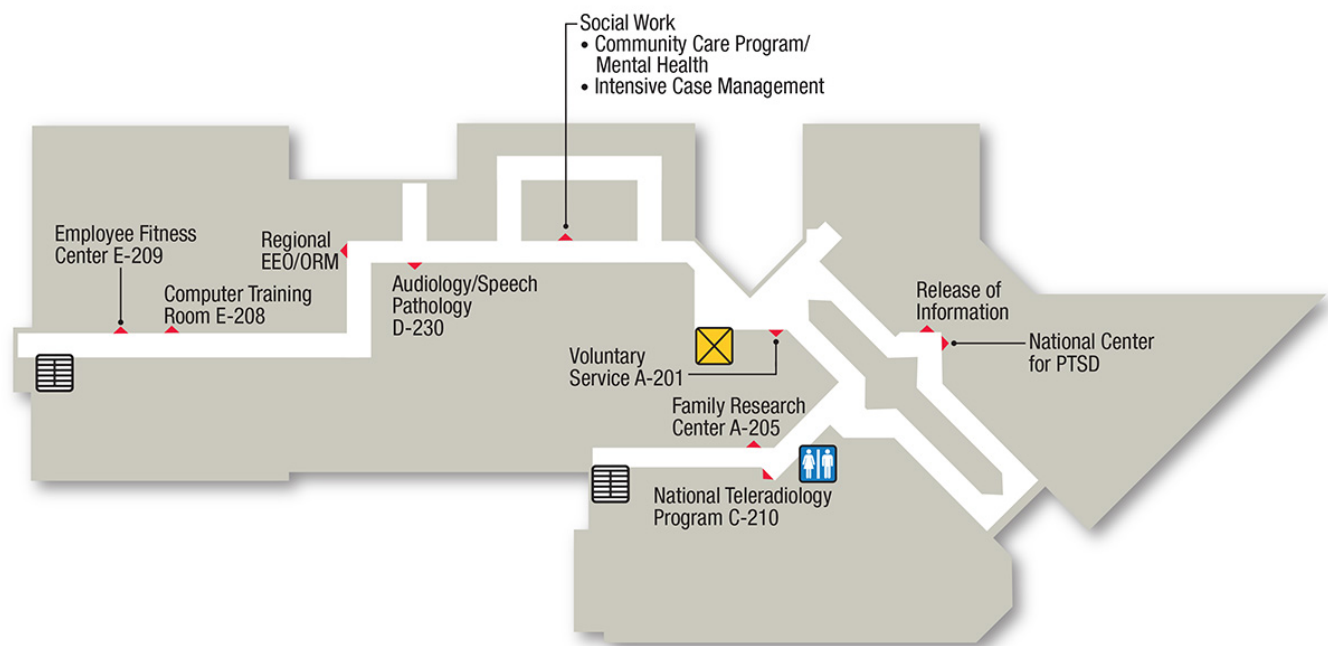 Social Work
• Community Care Program/
Mental Health
• Intensive Case Management
Employee Fitness
Center E-209
Regional
EEO/ORM
Computer Training
Room E-208
Audiology/Speech
Pathology
D-230
Release of
Information
National Center
for PTSD
Voluntary
Service A-201
Family Research
Center A-205
National Teleradiology
Program C-210